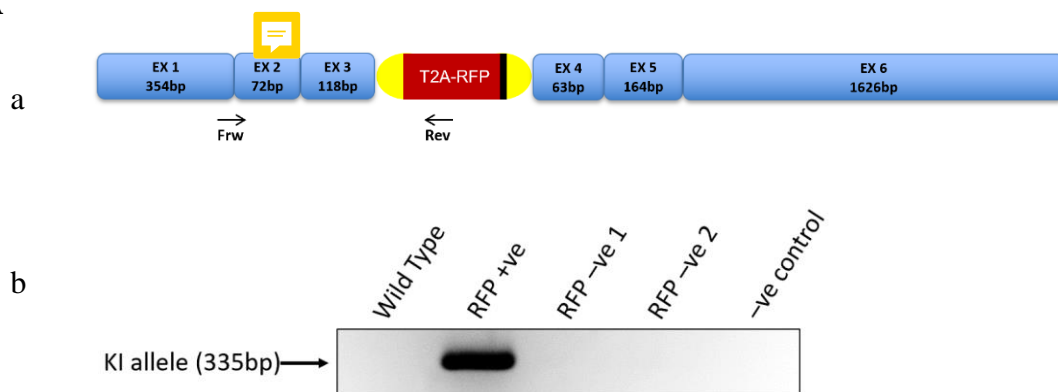 a
EX 1
354bp
EX 2
72bp
EX 3
118bp
T2A-RFP
EX 4
63bp
EX 5
164bp
EX 6
1626bp
Frw
Rev
b
Wild Type
RFP +ve
RFP –ve 1
RFP –ve 2
–ve control
KI allele (335bp)